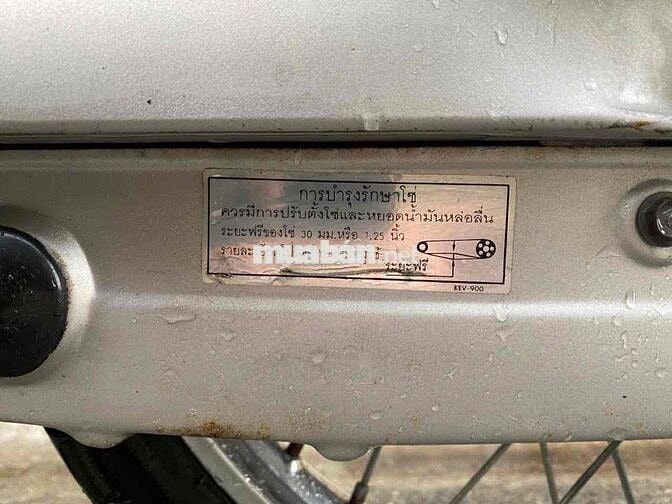 การบำรุงรักษาโซ่
ควรมีการปรับตั้งโซ่และหยอดน้ำมันหล่อลื่น
ระยะฟรีของโซ่ 30 มม.หรือ 1.25 นิ้ว
ระยะฟรี
KEV-900
muaban.net